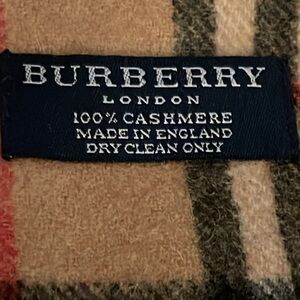 BURBERRY
LONDON
100% CASHMERE
MADE IN ENGLAND
DRY CLEAN ONLY